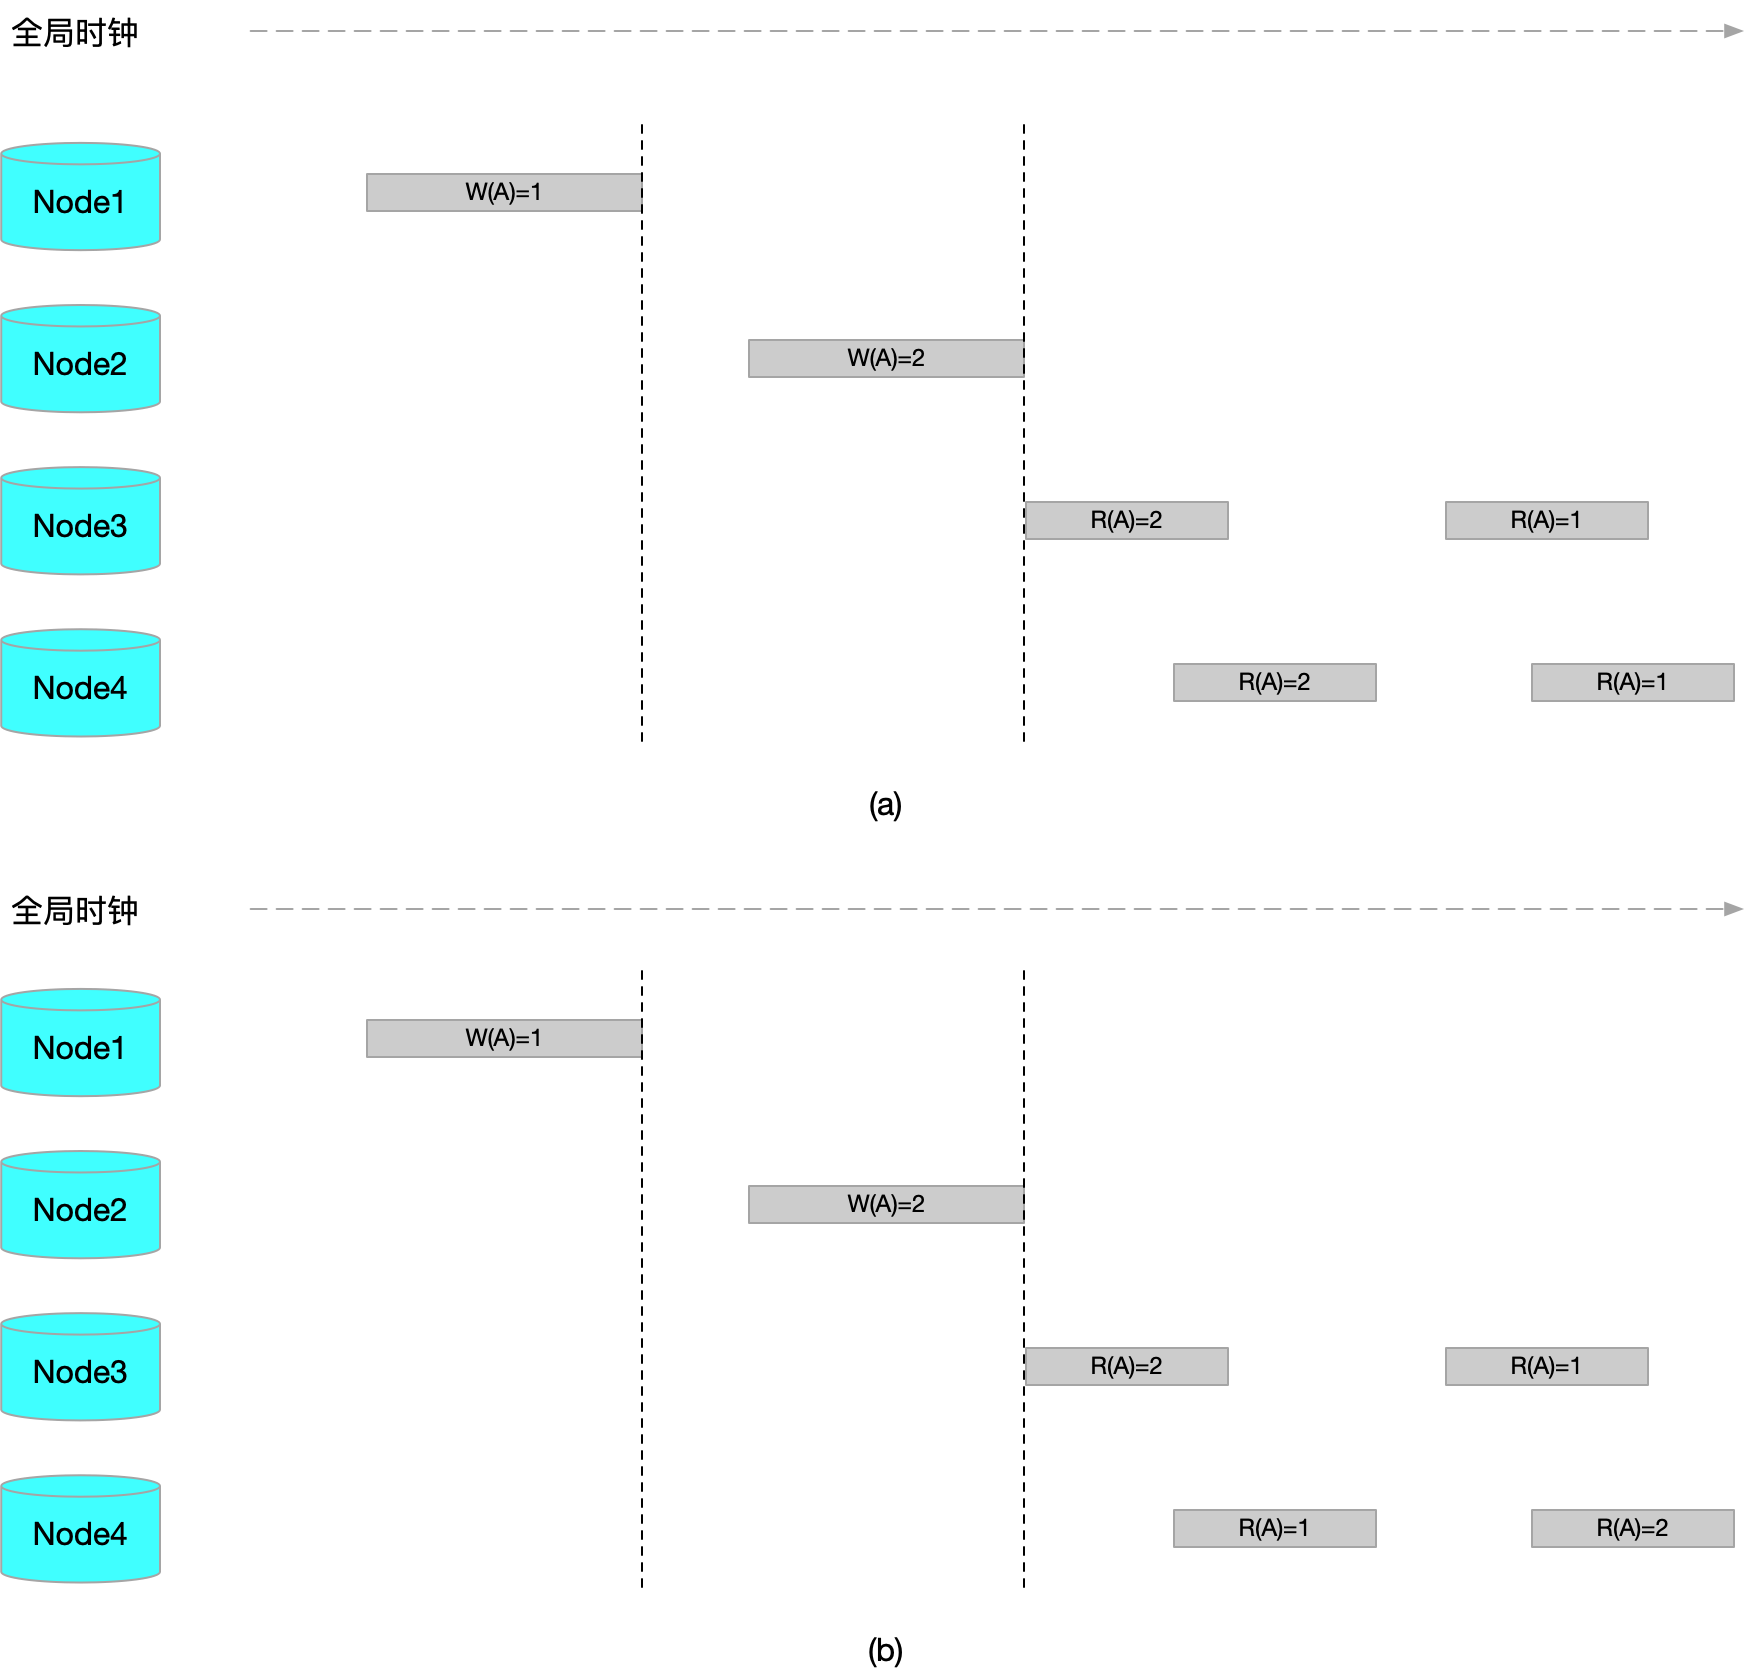 全局时钟
Node1
W(A)=1
Node2
W(A)=2
Node3
R(A)=2
R(A)=1
Node4
R(A)=2
R(A)=1
(a)
全局时钟
Node1
W(A)=1
Node2
W(A)=2
Node3
R(A)=2
R(A)=1
Node4
R(A)=1
R(A)=2
(b)